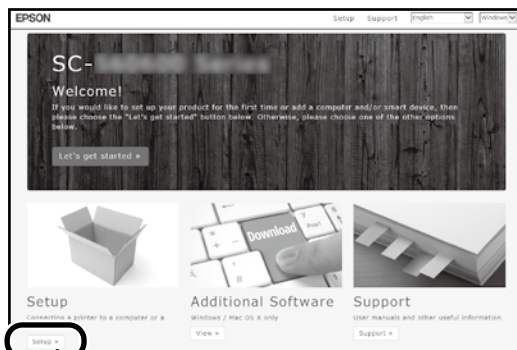 EPSON
Setup Support English Windows
SC-
Welcome!
If you would like to set up your product for the first time or add a computer and/or smart device, then
please choose the "Let's get started" button below. Otherwise, please choose one of the other options
below.
Let's get started »
Download
Setup
Connecting a printer to a computer or a
Setup »
Additional Software
Windows / Mac OS X only
View »
Support
User manuals and other useful information
Support »